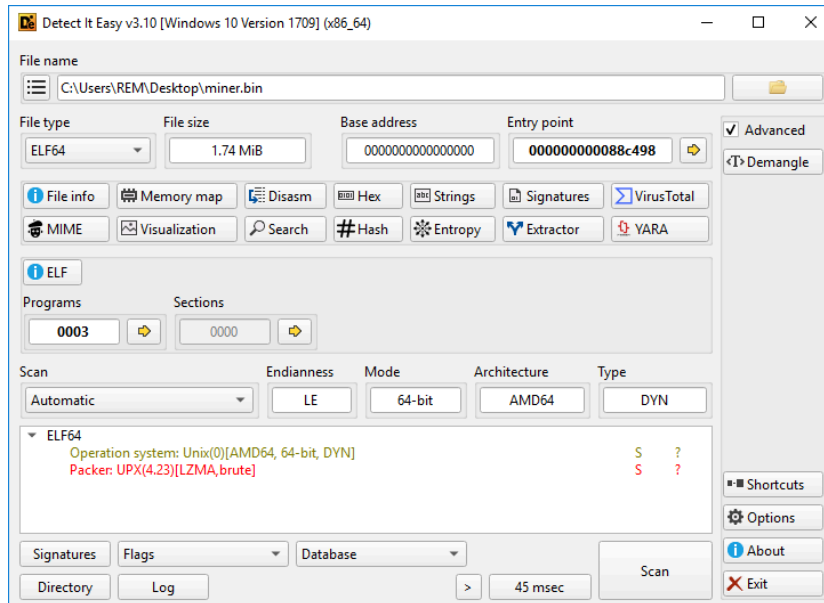 Detect It Easy v3.10 [Windows 10 Version 1709] (x86_64)
File name
C:\Users\REM\Desktop\miner.bin
File type File size Base address Entry point
ELF64 1.74 MiB 0000000000000000 000000000088c498
Advanced
<T> Demangle
File info Memory map Disasm Hex Strings Signatures VirusTotal
MIME Visualization Search Hash Entropy Extractor YARA
ELF
Programs Sections
0003 0000
Scan Endianness Mode Architecture Type
Automatic LE 64-bit AMD64 DYN
ELF64
Operation system: Unix(0)[AMD64, 64-bit, DYN] S ?
Packer: UPX(4.23)[LZMA,brute] S ?
Shortcuts
Options
Signatures Flags Database Scan About
Directory Log > 45 msec Exit